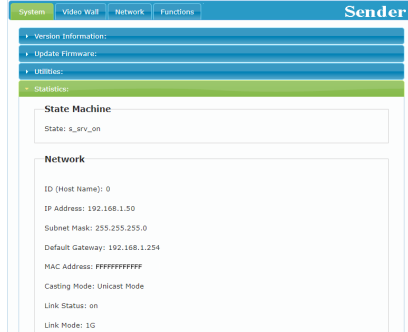 System Video Wall Network Functions Sender
Version Information:
Update Firmware:
Utilities:
Statistics:
State Machine
State: s_srv_on
Network
ID (Host Name): 0
IP Address: 192.168.1.50
Subnet Mask: 255.255.255.0
Default Gateway: 192.168.1.254
MAC Address: FFFFFFFFFFFF
Casting Mode: Unicast Mode
Link Status: on
Link Mode: 1G